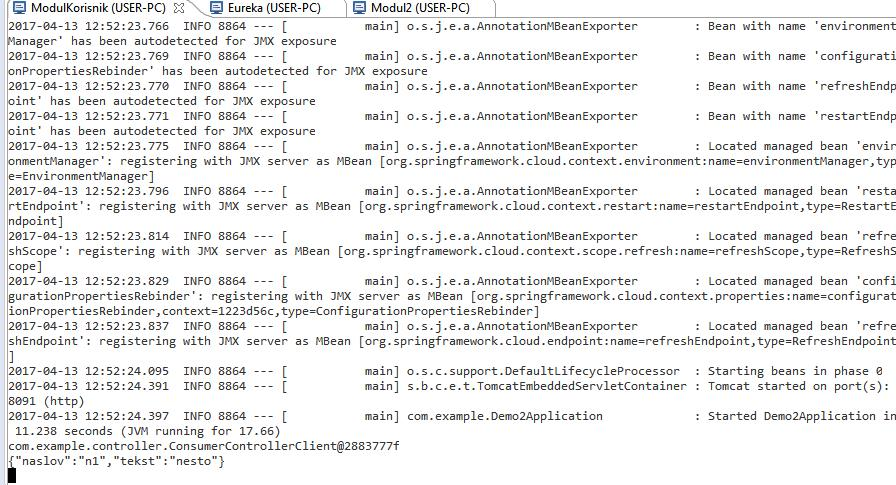 ModulKorisnik (USER-PC) Eureka (USER-PC) Modul2 (USER-PC)
2017-04-13 12:52:23.766  INFO 8864 --- [           main] o.s.j.e.a.AnnotationMBeanExporter        : Bean with name 'environment
Manager' has been autodetected for JMX exposure
2017-04-13 12:52:23.769  INFO 8864 --- [           main] o.s.j.e.a.AnnotationMBeanExporter        : Bean with name 'configurati
onPropertiesRebinder' has been autodetected for JMX exposure
2017-04-13 12:52:23.770  INFO 8864 --- [           main] o.s.j.e.a.AnnotationMBeanExporter        : Bean with name 'refreshEndp
oint' has been autodetected for JMX exposure
2017-04-13 12:52:23.771  INFO 8864 --- [           main] o.s.j.e.a.AnnotationMBeanExporter        : Bean with name 'restartEndp
oint' has been autodetected for JMX exposure
2017-04-13 12:52:23.775  INFO 8864 --- [           main] o.s.j.e.a.AnnotationMBeanExporter        : Located managed bean 'envir
onmentManager': registering with JMX server as MBean [org.springframework.cloud.context.environment:name=environmentManager,typ
e=EnvironmentManager]
2017-04-13 12:52:23.796  INFO 8864 --- [           main] o.s.j.e.a.AnnotationMBeanExporter        : Located managed bean 'resta
rtEndpoint': registering with JMX server as MBean [org.springframework.cloud.context.restart:name=restartEndpoint,type=RestartE
ndpoint]
2017-04-13 12:52:23.814  INFO 8864 --- [           main] o.s.j.e.a.AnnotationMBeanExporter        : Located managed bean 'refre
shScope': registering with JMX server as MBean [org.springframework.cloud.context.scope.refresh:name=refreshScope,type=RefreshS
cope]
2017-04-13 12:52:23.829  INFO 8864 --- [           main] o.s.j.e.a.AnnotationMBeanExporter        : Located managed bean 'confi
gurationPropertiesRebinder': registering with JMX server as MBean [org.springframework.cloud.context.properties:name=configurat
ionPropertiesRebinder,context=1223d56c,type=ConfigurationPropertiesRebinder]
2017-04-13 12:52:23.837  INFO 8864 --- [           main] o.s.j.e.a.AnnotationMBeanExporter        : Located managed bean 'refre
shEndpoint': registering with JMX server as MBean [org.springframework.cloud.endpoint:name=refreshEndpoint,type=RefreshEndpoint
]
2017-04-13 12:52:24.095  INFO 8864 --- [           main] o.s.c.support.DefaultLifecycleProcessor  : Starting beans in phase 0
2017-04-13 12:52:24.391  INFO 8864 --- [           main] s.b.c.e.t.TomcatEmbeddedServletContainer : Tomcat started on port(s):
8091 (http)
2017-04-13 12:52:24.397  INFO 8864 --- [           main] com.example.Demo2Application             : Started Demo2Application in
 11.238 seconds (JVM running for 17.66)
com.example.controller.ConsumerControllerClient@2883777f
{"naslov":"n1","tekst":"nesto"}